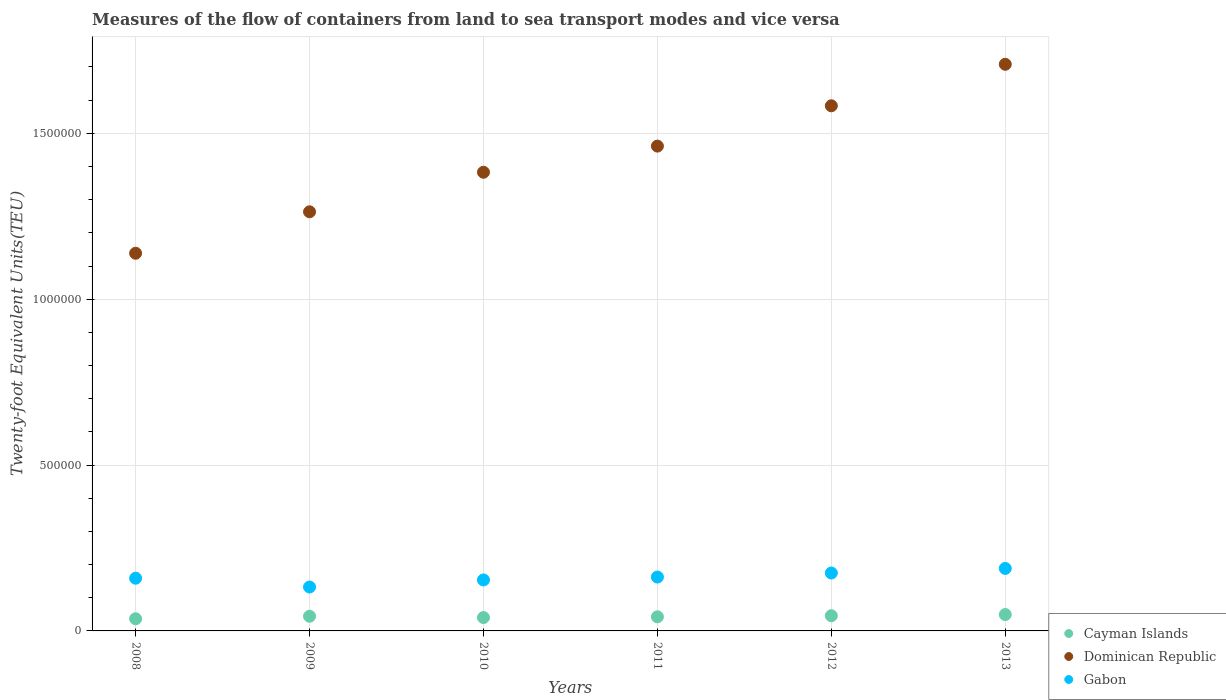 Measures of the flow of containers from land to sea transport modes and vice versa
Twenty-foot Equivalent Units(TEU)
1500000
1000000
500000
0
2008
2009
2010
2011
2012
2013
Years
Cayman Islands
Dominican Republic
Gabon